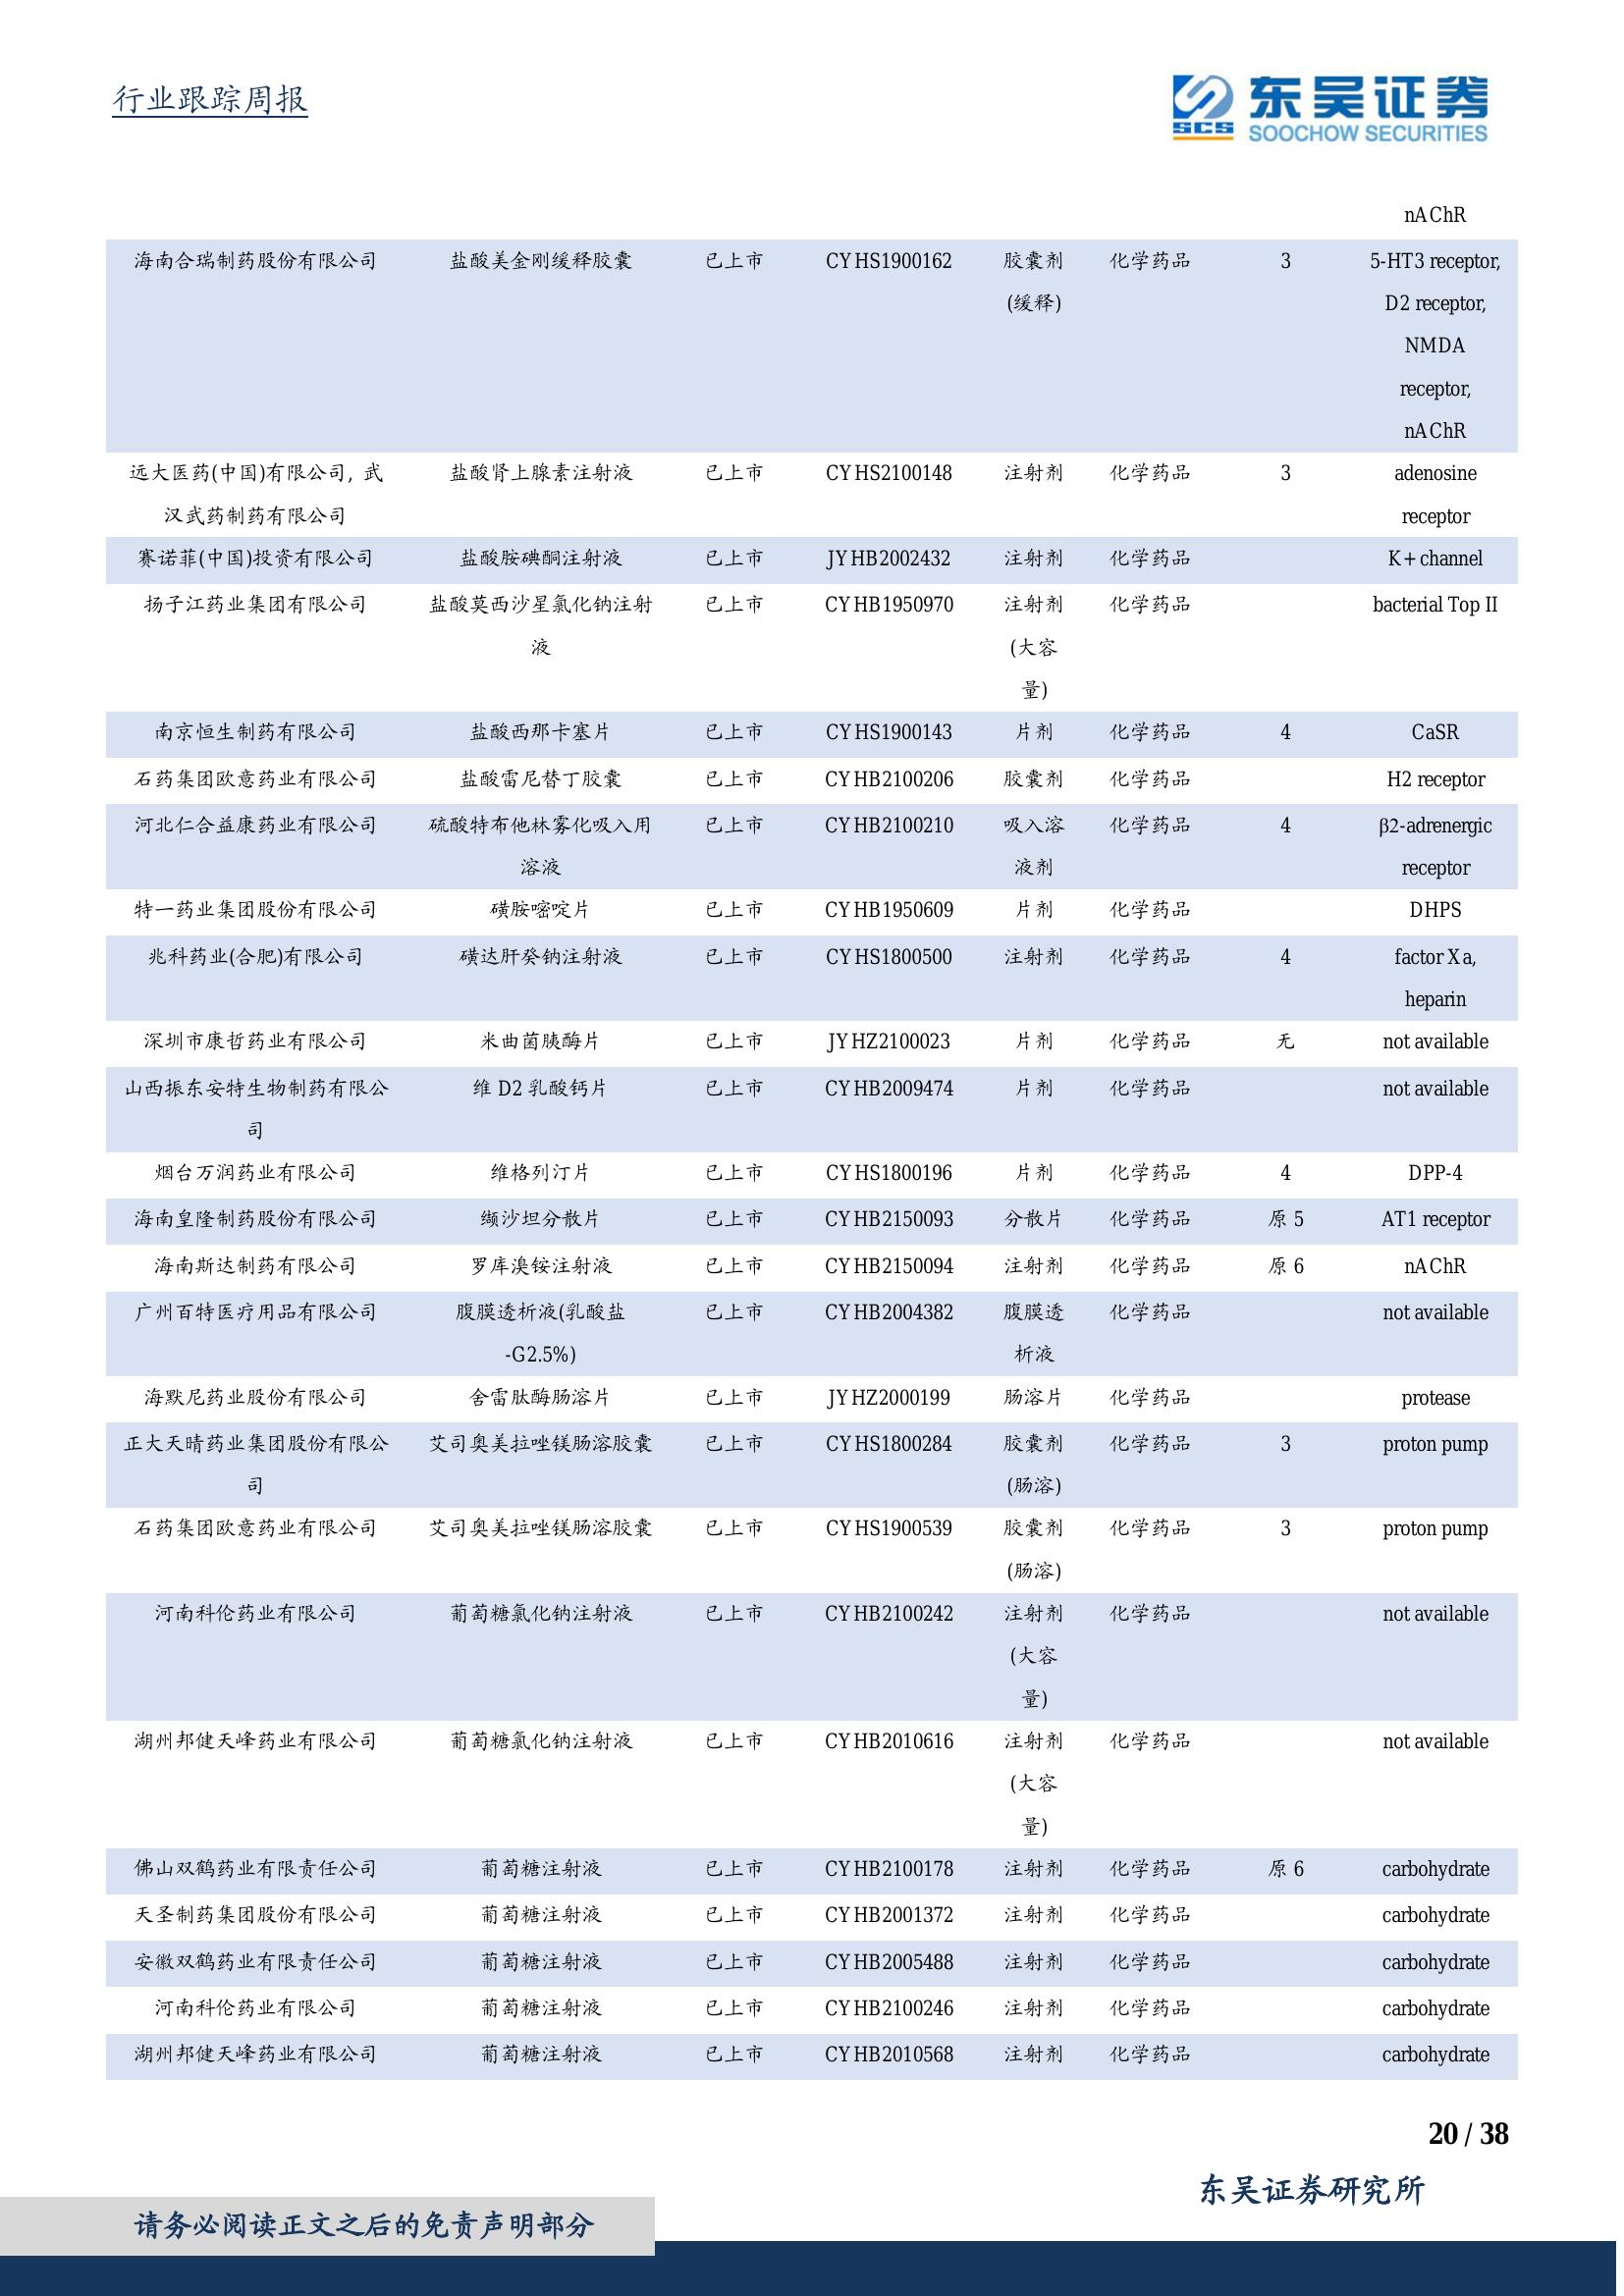 行业跟踪周报
SCS 东吴证券
SOOCHOW SECURITIES
nAChR
海南合瑞制药股份有限公司 盐酸美金刚缓释胶囊 已上市 CYHS1900162 胶囊剂 化学药品 3 5-HT3 receptor,
(缓释) D2 receptor,
NMDA
receptor,
nAChR
远大医药(中国)有限公司, 武 盐酸肾上腺素注射液 已上市 CYHS2100148 注射剂 化学药品 3 adenosine
汉武药制药有限公司 receptor
赛诺菲(中国)投资有限公司 盐酸胺碘酮注射液 已上市 JYHB2002432 注射剂 化学药品 K+ channel
扬子江药业集团有限公司 盐酸莫西沙星氯化钠注射 已上市 CYHB1950970 注射剂 化学药品 bacterial Top II
液 (大容
量)
南京恒生制药有限公司 盐酸西那卡塞片 已上市 CYHS1900143 片剂 化学药品 4 CaSR
石药集团欧意药业有限公司 盐酸雷尼替丁胶囊 已上市 CYHB2100206 胶囊剂 化学药品 H2 receptor
河北仁合益康药业有限公司 硫酸特布他林雾化吸入用 已上市 CYHB2100210 吸入溶 化学药品 4 β2-adrenergic
溶液 液剂 receptor
特一药业集团股份有限公司 磺胺嘧啶片 已上市 CYHB1950609 片剂 化学药品 DHPS
兆科药业(合肥)有限公司 磺达肝癸钠注射液 已上市 CYHS1800500 注射剂 化学药品 4 factor Xa,
heparin
深圳市康哲药业有限公司 米曲菌胰酶片 已上市 JYHZ2100023 片剂 化学药品 无 not available
山西振东安特生物制药有限公 维 D2 乳酸钙片 已上市 CYHB2009474 片剂 化学药品 not available
司
烟台万润药业有限公司 维格列汀片 已上市 CYHS1800196 片剂 化学药品 4 DPP-4
海南皇隆制药股份有限公司 缬沙坦分散片 已上市 CYHB2150093 分散片 化学药品 原 5 AT1 receptor
海南斯达制药有限公司 罗库溴铵注射液 已上市 CYHB2150094 注射剂 化学药品 原 6 nAChR
广州百特医疗用品有限公司 腹膜透析液(乳酸盐 已上市 CYHB2004382 腹膜透 化学药品 not available
-G2.5%) 析液
海默尼药业股份有限公司 舍雷肽酶肠溶片 已上市 JYHZ2000199 肠溶片 化学药品 protease
正大天晴药业集团股份有限公 艾司奥美拉唑镁肠溶胶囊 已上市 CYHS1800284 胶囊剂 化学药品 3 proton pump
司 (肠溶)
石药集团欧意药业有限公司 艾司奥美拉唑镁肠溶胶囊 已上市 CYHS1900539 胶囊剂 化学药品 3 proton pump
(肠溶)
河南科伦药业有限公司 葡萄糖氯化钠注射液 已上市 CYHB2100242 注射剂 化学药品 not available
(大容
量)
湖州邦健天峰药业有限公司 葡萄糖氯化钠注射液 已上市 CYHB2010616 注射剂 化学药品 not available
(大容
量)
佛山双鹤药业有限责任公司 葡萄糖注射液 已上市 CYHB2100178 注射剂 化学药品 原 6 carbohydrate
天圣制药集团股份有限公司 葡萄糖注射液 已上市 CYHB2001372 注射剂 化学药品 carbohydrate
安徽双鹤药业有限责任公司 葡萄糖注射液 已上市 CYHB2005488 注射剂 化学药品 carbohydrate
河南科伦药业有限公司 葡萄糖注射液 已上市 CYHB2100246 注射剂 化学药品 carbohydrate
湖州邦健天峰药业有限公司 葡萄糖注射液 已上市 CYHB2010568 注射剂 化学药品 carbohydrate
20 / 38
东吴证券研究所
请务必阅读正文之后的免责声明部分